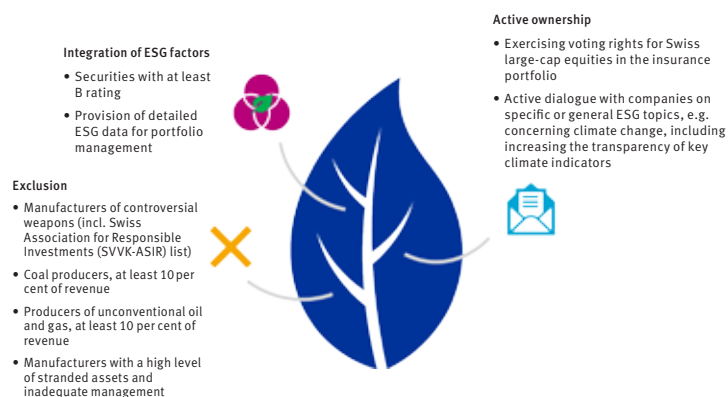 Integration of ESG factors
• Securities with at least
B rating
• Provision of detailed
ESG data for portfolio
management
Exclusion
• Manufacturers of controversial
weapons (incl. Swiss
Association for Responsible
Investments (SVVK-ASIR) list)
• Coal producers, at least 10 per
cent of revenue
• Producers of unconventional oil
and gas, at least 10 per cent of
revenue
• Manufacturers with a high level
of stranded assets and
inadequate management
Active ownership
• Exercising voting rights for Swiss
large-cap equities in the insurance
portfolio
• Active dialogue with companies on
specific or general ESG topics, e.g.
concerning climate change, including
increasing the transparency of key
climate indicators